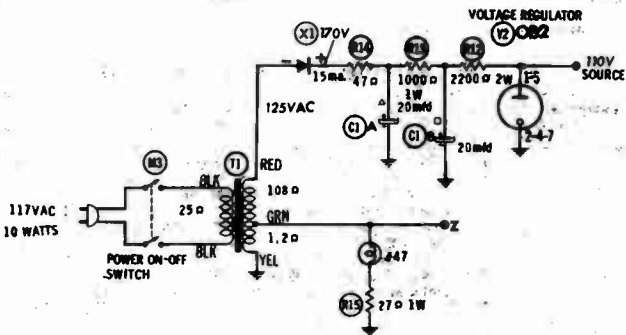 VOLTAGE REGULATOR
X1 170V
R14
R12
V2 OB2
- +
15ma.
47Ω
1000Ω
1W
2200Ω 2W
1-5
110V
SOURCE
125VAC
20mfd
C1 A
C1
20mfd
2-4-7
M3
T1
RED
BLK
108Ω
117VAC
10 WATTS
25Ω
GRN
Z
1.2Ω
BLK
YEL
#47
POWER ON-OFF
SWITCH
R15
27Ω 1W